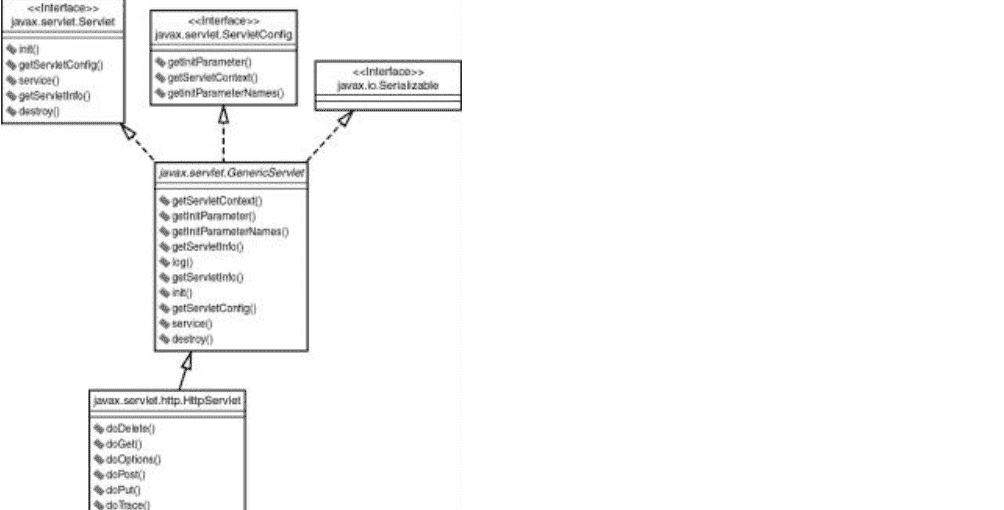 <<Interface>>
javax.servlet.Servlet
init()
getServletConfig()
service()
getServletInfo()
destroy()
<<Interface>>
javax.servlet.ServletConfig
getInitParameter()
getServletContext()
getInitParameterNames()
<<Interface>>
javax.io.Serializable
javax.servlet.GenericServlet
getServletContext()
getInitParameter()
getInitParameterNames()
getServletInfo()
log()
getServletInfo()
init()
getServletConfig()
service()
destroy()
javax.servlet.http.HttpServlet
doDelete()
doGet()
doOptions()
doPost()
doPut()
doTrace()